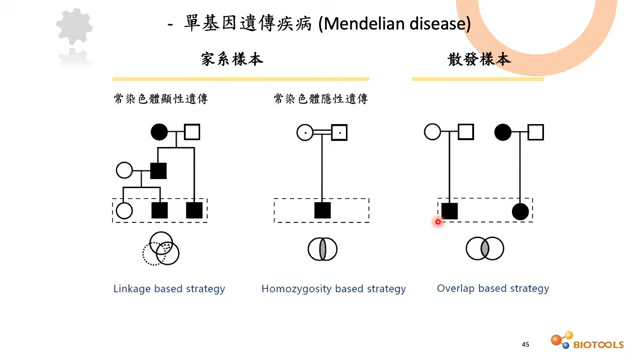 - 單基因遺傳疾病 (Mendelian disease)
家系樣本
散發樣本
常染色體顯性遺傳
常染色體隱性遺傳
Linkage based strategy
Homozygosity based strategy
Overlap based strategy
45
BIOTOOLS